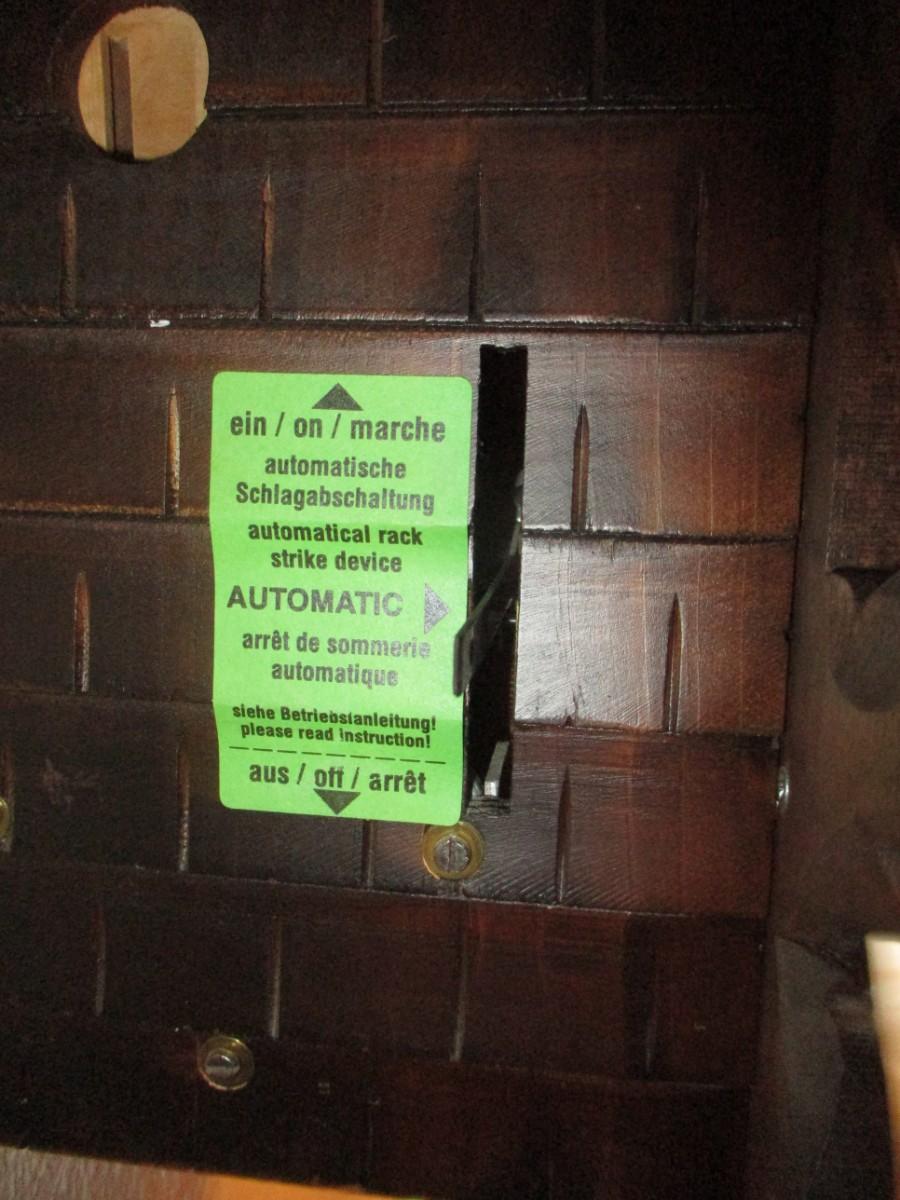 ein / on / marche
automatische
Schlagabschaltung
automatical rack
strike device
AUTOMATIC
arrêt de sommerie
automatique
siehe Betriebsanleitung!
please read instruction!
aus / off / arrêt